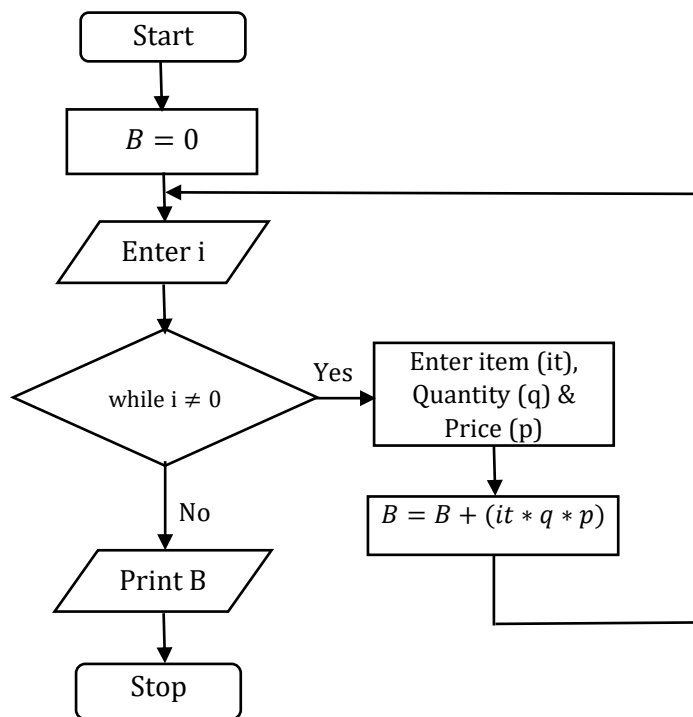 Start
B = 0
Enter i
while i ≠ 0
Yes
Enter item (it),
Quantity (q) &
Price (p)
B = B + (it ∗ q ∗ p)
No
Print B
Stop